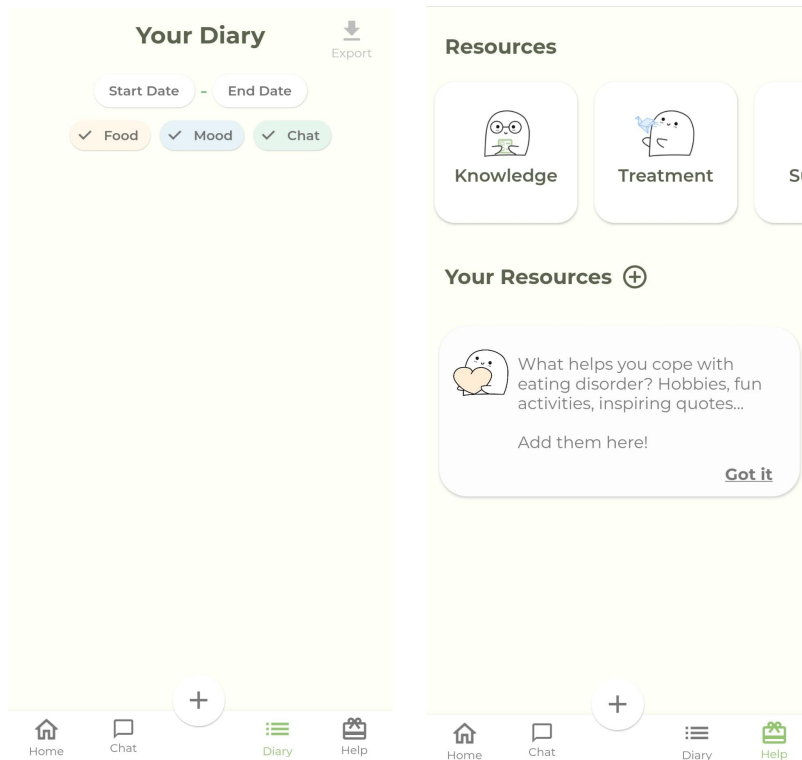 Your Diary
Export
Start Date - End Date
Food Mood Chat
Home Chat + Diary Help
Resources
Knowledge Treatment
Your Resources
What helps you cope with
eating disorder? Hobbies, fun
activities, inspiring quotes...
Add them here!
Got it
Home Chat + Diary Help